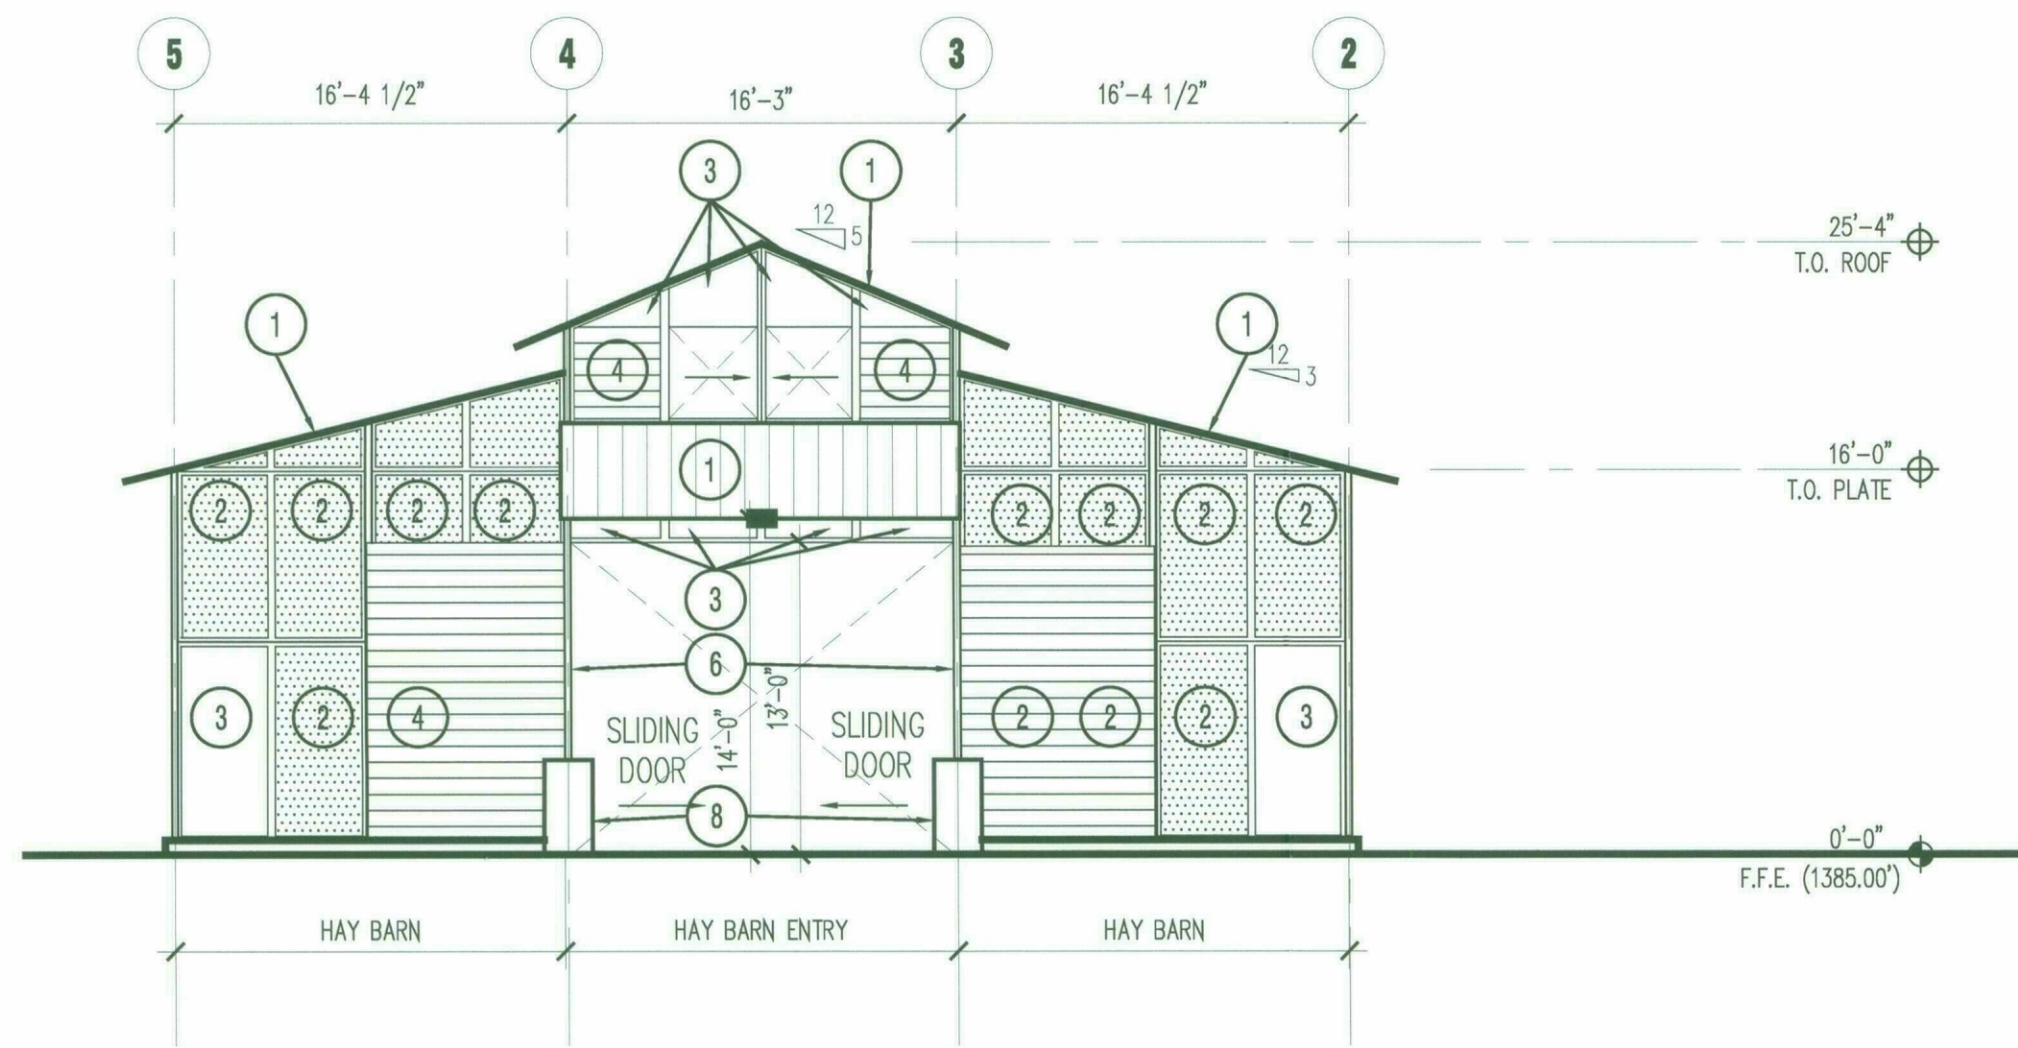 5 4 3 2
16'-4 1/2" 16'-3" 16'-4 1/2"
3 1
12
5
25'-4"
T.O. ROOF
1 1
12
3
4 4
1
16'-0"
T.O. PLATE
2 2 2 2 2 2 2 2
3
6
13'-0"
14'-0"
SLIDING DOOR
SLIDING DOOR
3 2 4 2 2 2 3
8
0'-0"
F.F.E. (1385.00')
HAY BARN HAY BARN ENTRY HAY BARN